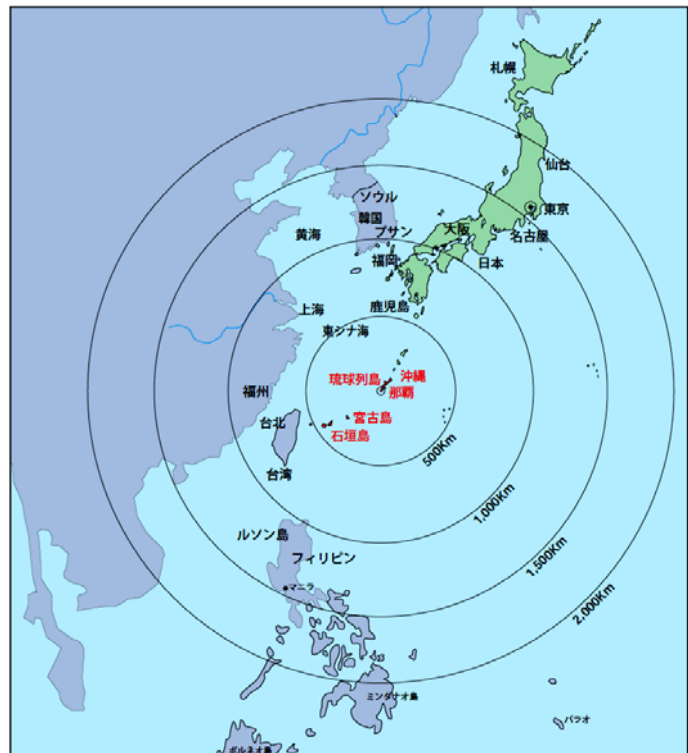 札幌
仙台
ソウル
韓国
東京
プサン
大阪
名古屋
黄海
福岡
日本
上海
鹿児島
東シナ海
琉球列島
沖縄
那覇
福州
宮古島
台北
石垣島
500Km
台湾
1,000Km
ルソン島
フィリピン
1,500Km
マニラ
2,000Km
ミンダナオ島
パラオ
ボルネオ島